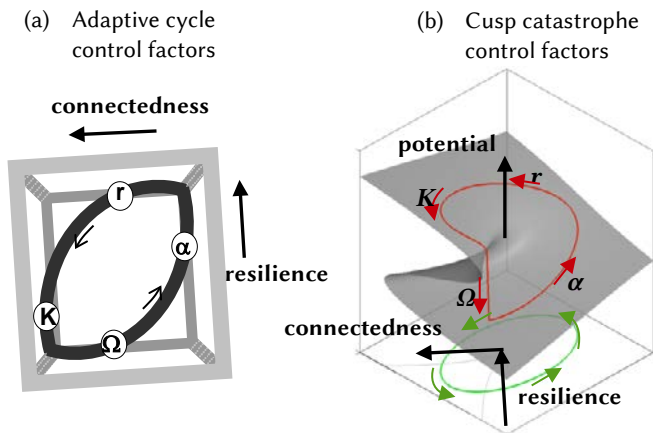 (a) Adaptive cycle
control factors
connectedness
r
α
resilience
K
Ω
(b) Cusp catastrophe
control factors
potential
r
K
Ω
α
connectedness
resilience